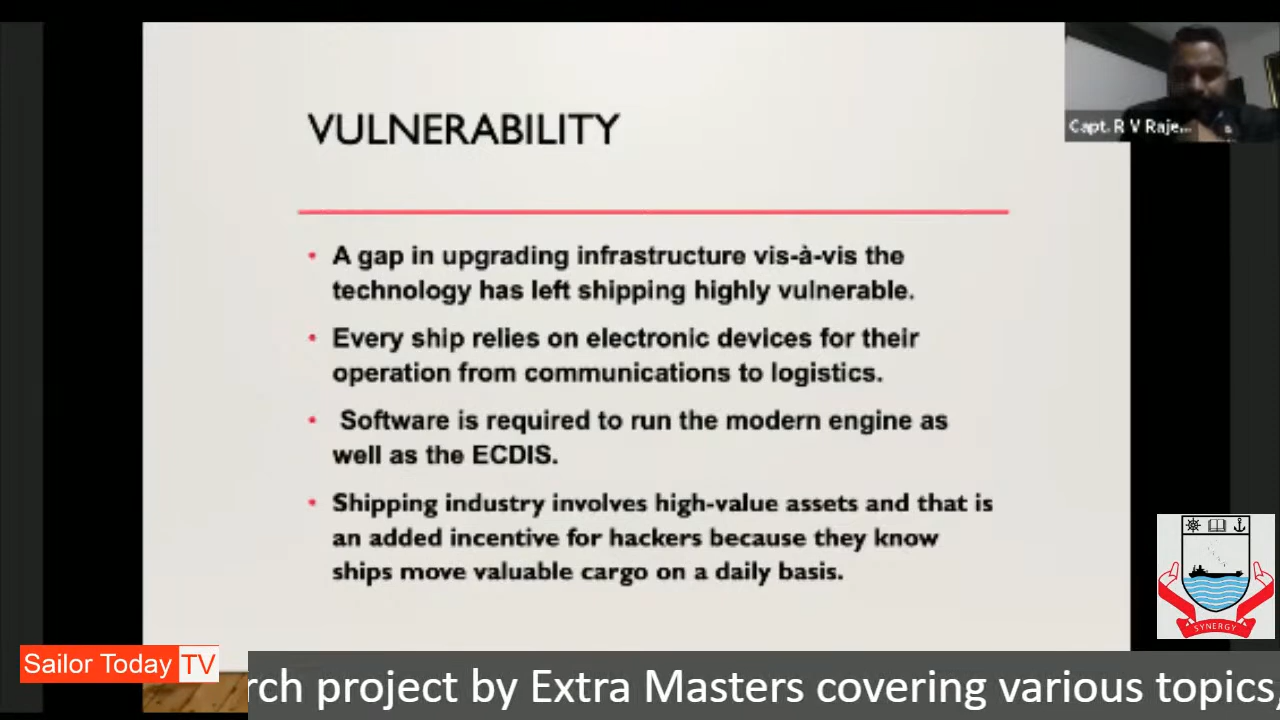 VULNERABILITY
Capt. R V Raje...
• A gap in upgrading infrastructure vis-à-vis the
technology has left shipping highly vulnerable.
• Every ship relies on electronic devices for their
operation from communications to logistics.
• Software is required to run the modern engine as
well as the ECDIS.
• Shipping industry involves high-value assets and that is
an added incentive for hackers because they know
ships move valuable cargo on a daily basis.
SYNERGY
Sailor Today TV
rch project by Extra Masters covering various topics,